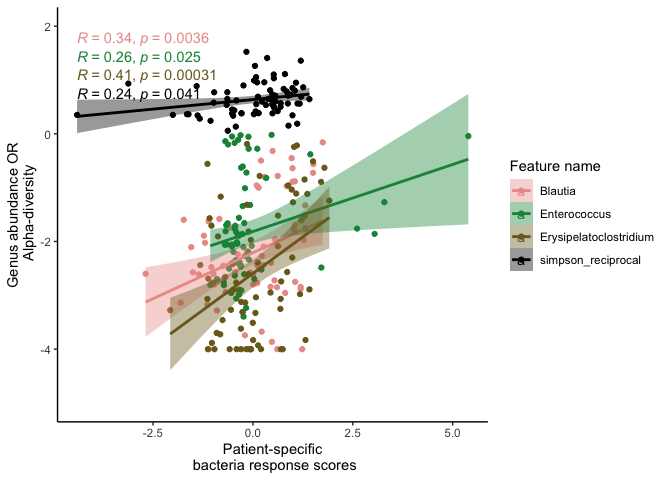 R = 0.34, p = 0.0036
R = 0.26, p = 0.025
R = 0.41, p = 0.00031
R = 0.24, p = 0.041
2
0
-2
-4
Genus abundance OR
Alpha-diversity
-2.5
0.0
2.5
5.0
Patient-specific
bacteria response scores
Feature name
a Blautia
a Enterococcus
a Erysipelatoclostridium
a simpson_reciprocal